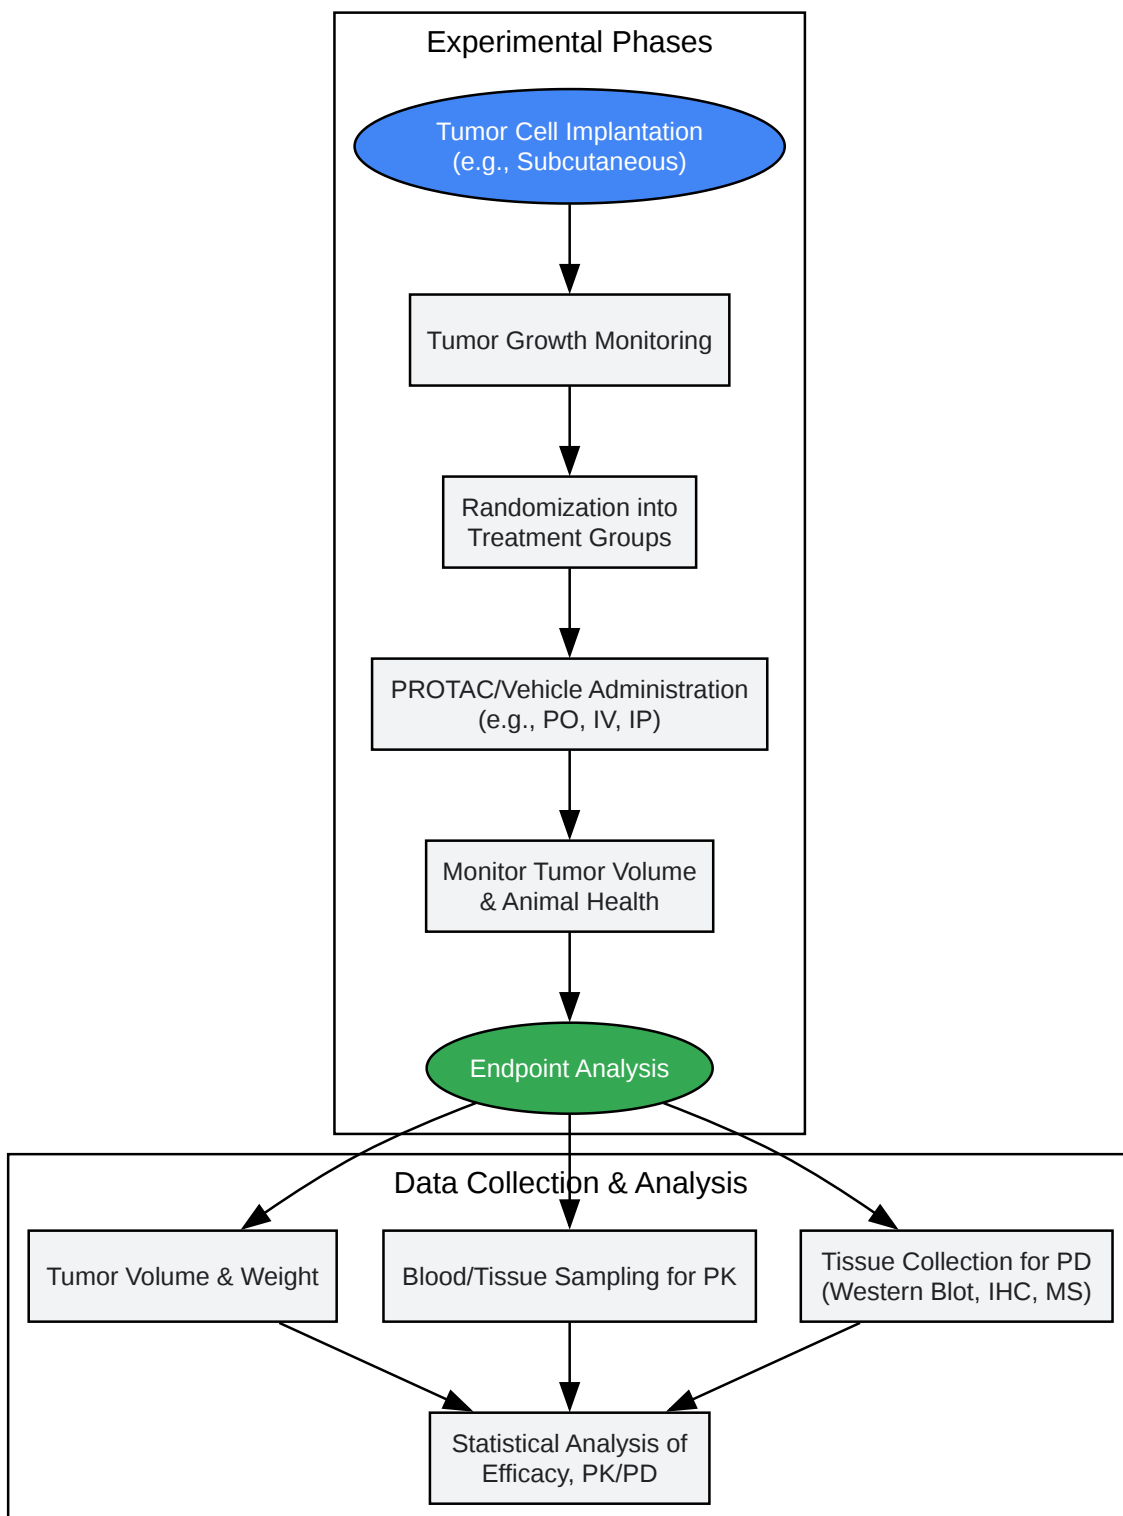 Experimental Phases
Tumor Cell Implantation
(e.g., Subcutaneous)
Tumor Growth Monitoring
Randomization into
Treatment Groups
PROTAC/Vehicle Administration
(e.g., PO, IV, IP)
Monitor Tumor Volume
& Animal Health
Endpoint Analysis
Data Collection & Analysis
Tumor Volume & Weight
Blood/Tissue Sampling for PK
Tissue Collection for PD
(Western Blot, IHC, MS)
Statistical Analysis of
Efficacy, PK/PD